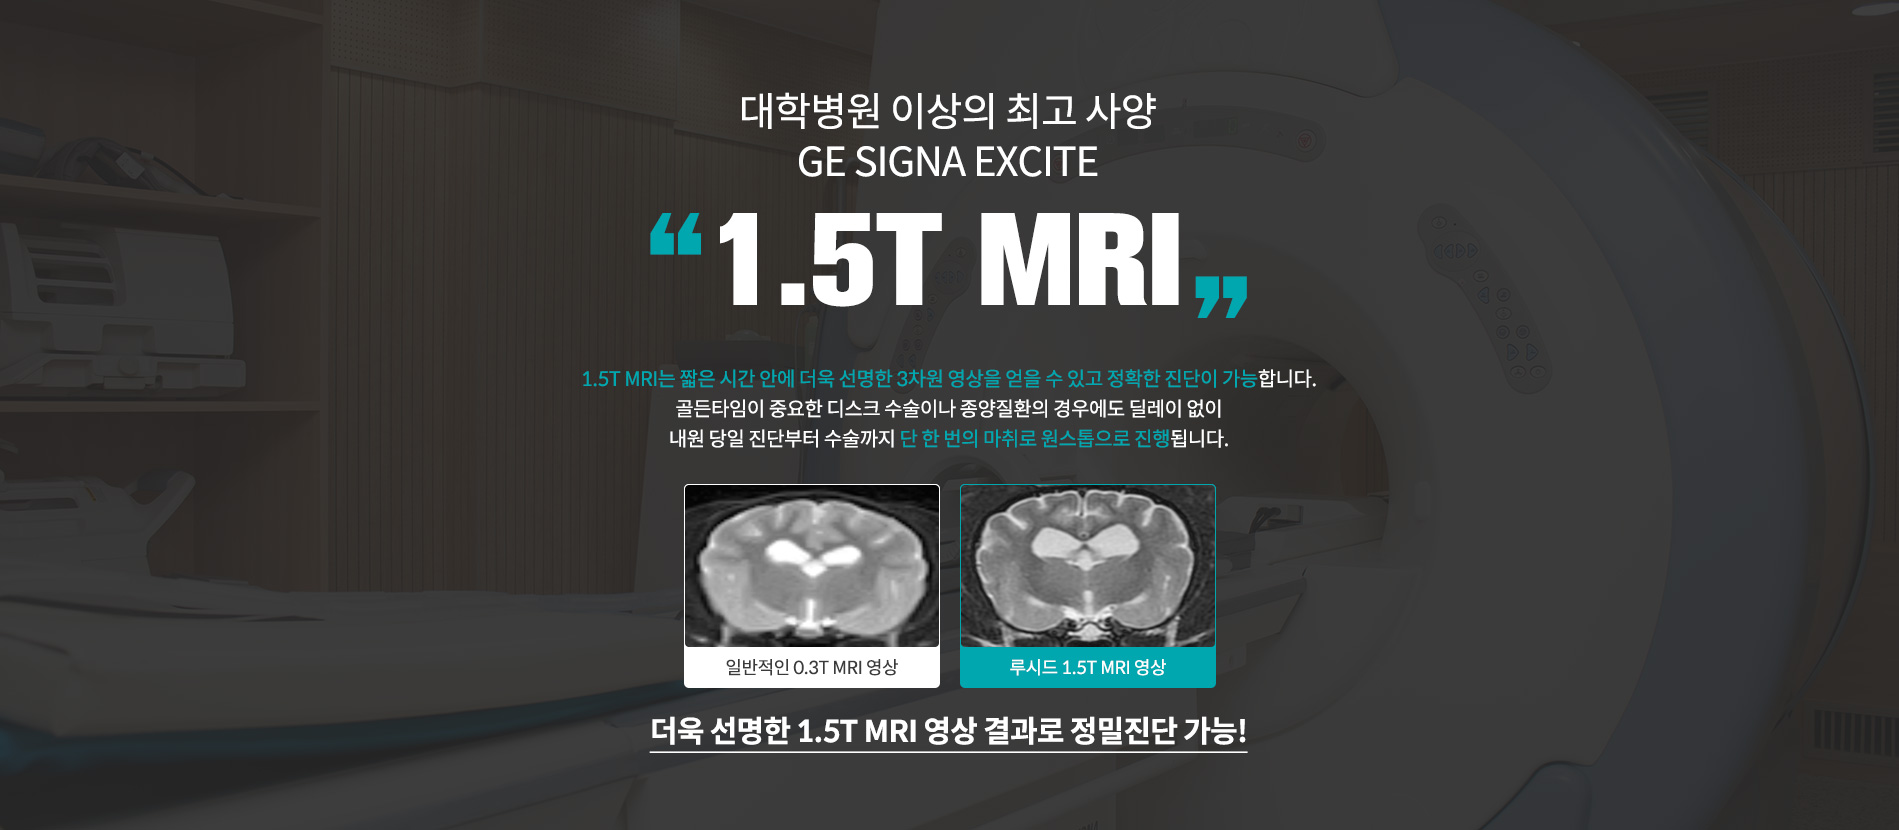 대학병원 이상의 최고 사양
GE SIGNA EXCITE
“1.5T MRI”
1.5T MRI는 짧은 시간 안에 더욱 선명한 3차원 영상을 얻을 수 있고 정확한 진단이 가능합니다.
골든타임이 중요한 디스크 수술이나 종양질환의 경우에도 딜레이 없이
내원 당일 진단부터 수술까지 단 한 번의 마취로 원스톱으로 진행됩니다.
일반적인 0.3T MRI 영상
루시드 1.5T MRI 영상
더욱 선명한 1.5T MRI 영상 결과로 정밀진단 가능!